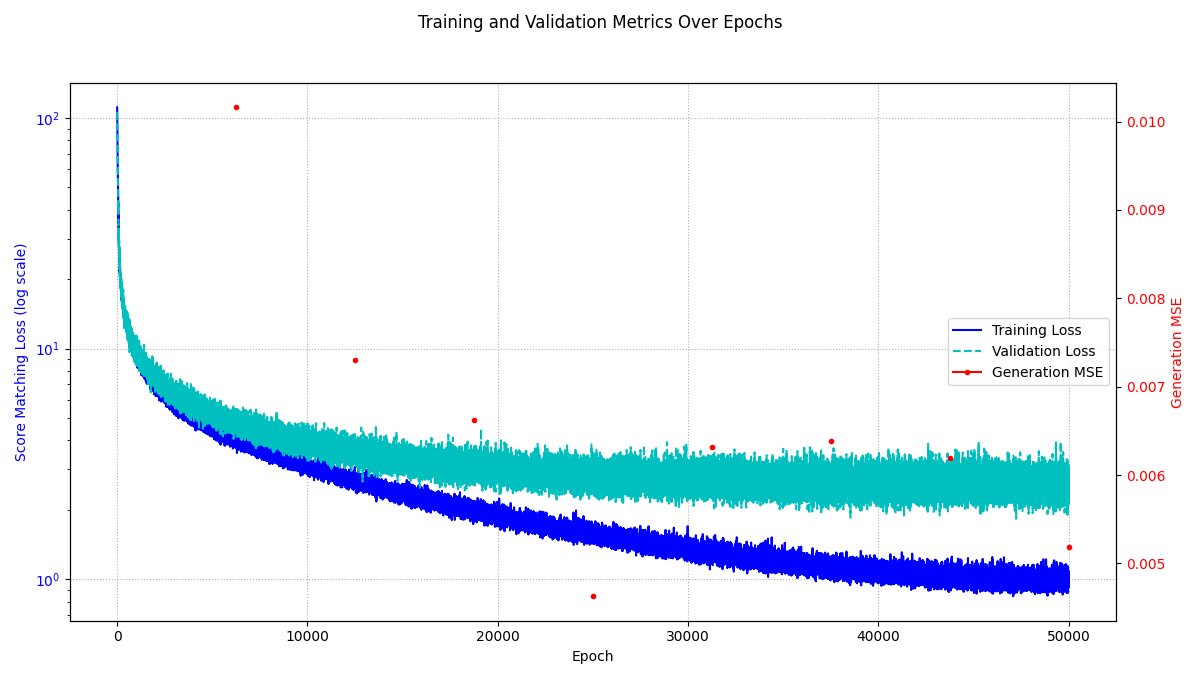 Training and Validation Metrics Over Epochs
Score Matching Loss (log scale)
10²
10¹
10⁰
0.010
0.009
0.008
0.007
0.006
0.005
Generation MSE
Training Loss
Validation Loss
Generation MSE
0 10000 20000 30000 40000 50000
Epoch